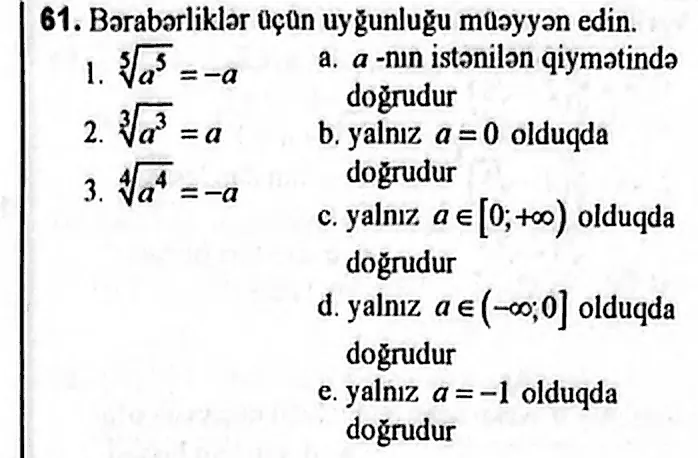 61. Bərabərliklər üçün uyğunluğu müəyyən edin.
1. ⁵√a⁵ = -a
2. ³√a³ = a
3. ⁴√a⁴ = -a
a. a -nın istənilən qiymətində
doğrudur
b. yalnız a = 0 olduqda
doğrudur
c. yalnız a ∈ [0; +∞) olduqda
doğrudur
d. yalnız a ∈ (-∞; 0] olduqda
doğrudur
e. yalnız a = -1 olduqda
doğrudur